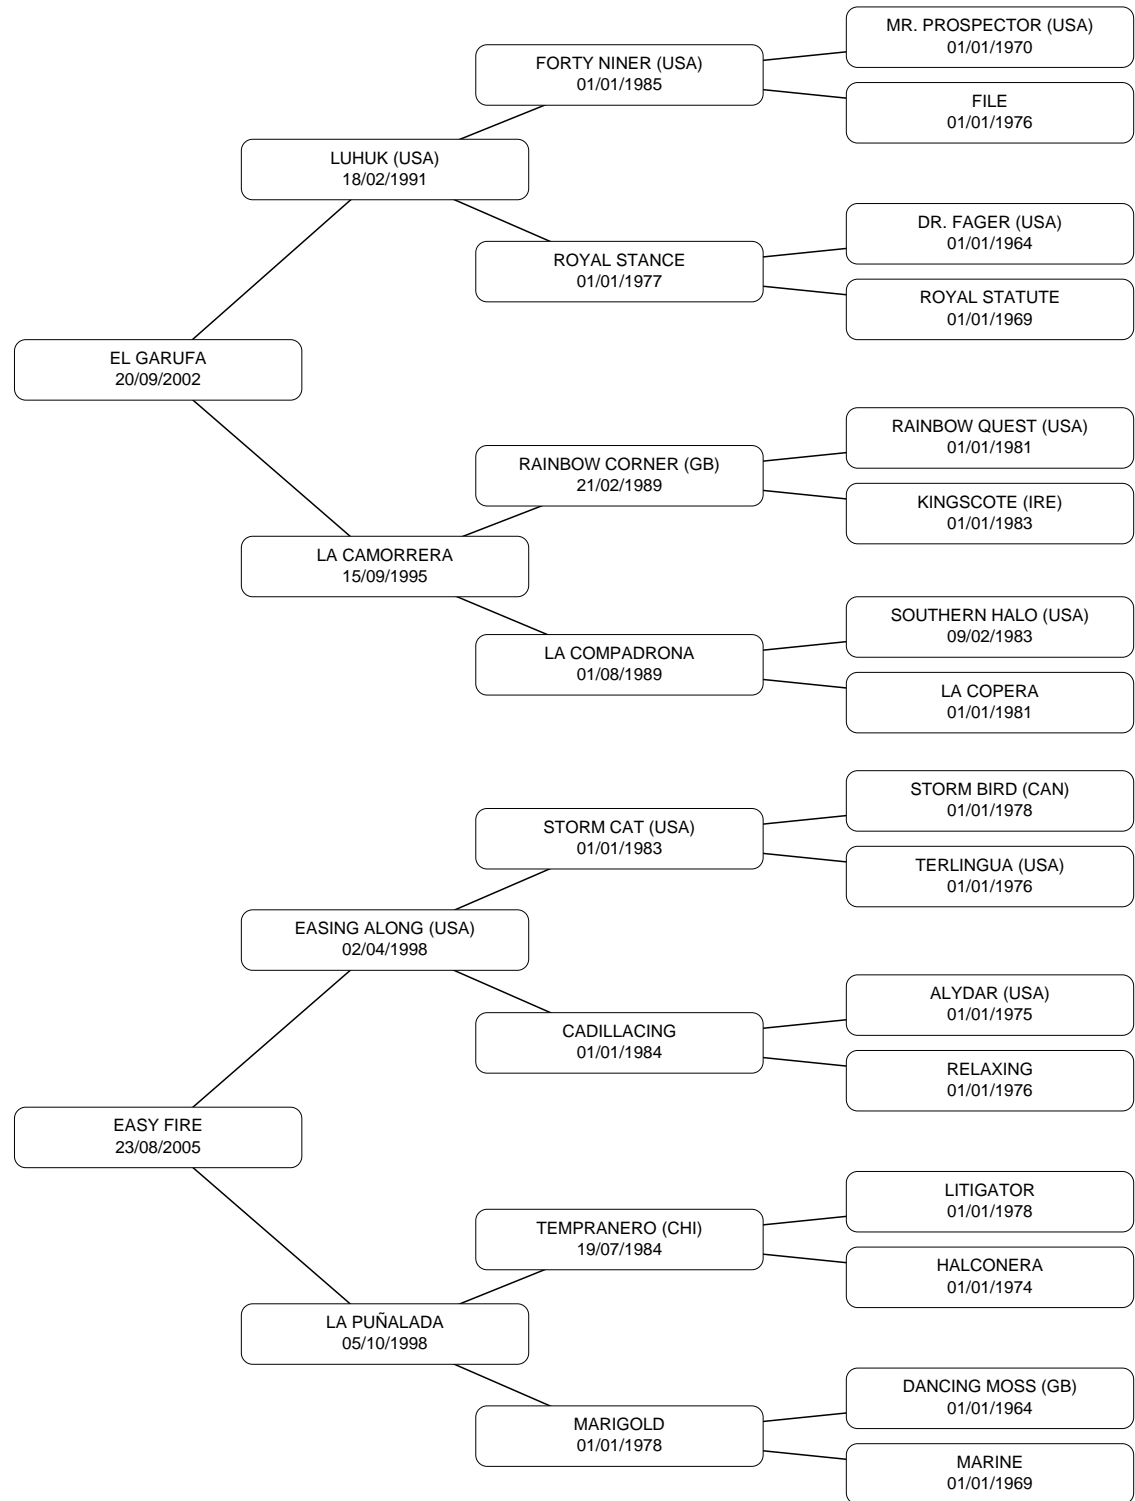 MR. PROSPECTOR (USA)
01/01/1970
FORTY NINER (USA)
01/01/1985
FILE
01/01/1976
LUHUK (USA)
18/02/1991
DR. FAGER (USA)
01/01/1964
ROYAL STANCE
01/01/1977
ROYAL STATUTE
01/01/1969
EL GARUFA
20/09/2002
RAINBOW QUEST (USA)
01/01/1981
RAINBOW CORNER (GB)
21/02/1989
KINGSCOTE (IRE)
01/01/1983
LA CAMORRERA
15/09/1995
SOUTHERN HALO (USA)
09/02/1983
LA COMPADRONA
01/08/1989
LA COPERA
01/01/1981
STORM BIRD (CAN)
01/01/1978
STORM CAT (USA)
01/01/1983
TERLINGUA (USA)
01/01/1976
EASING ALONG (USA)
02/04/1998
ALYDAR (USA)
01/01/1975
CADILLACING
01/01/1984
RELAXING
01/01/1976
EASY FIRE
23/08/2005
LITIGATOR
01/01/1978
TEMPRANERO (CHI)
19/07/1984
HALCONERA
01/01/1974
LA PUÑALADA
05/10/1998
DANCING MOSS (GB)
01/01/1964
MARIGOLD
01/01/1978
MARINE
01/01/1969